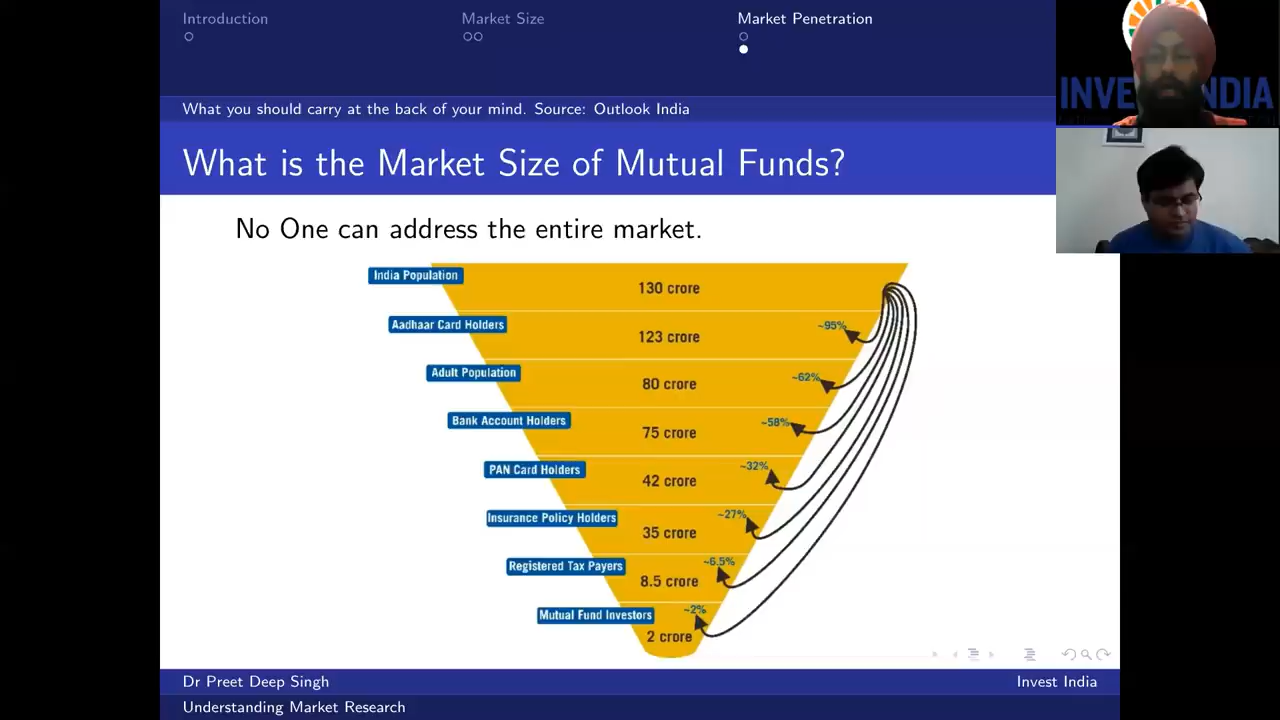 Introduction
Market Size
Market Penetration
What you should carry at the back of your mind. Source: Outlook India
What is the Market Size of Mutual Funds?
No One can address the entire market.
India Population
130 crore
Aadhaar Card Holders
123 crore
~95%
Adult Population
80 crore
~62%
Bank Account Holders
75 crore
~58%
PAN Card Holders
42 crore
~32%
Insurance Policy Holders
35 crore
~27%
Registered Tax Payers
8.5 crore
~6.5%
Mutual Fund Investors
2 crore
~2%
Dr Preet Deep Singh
Invest India
Understanding Market Research